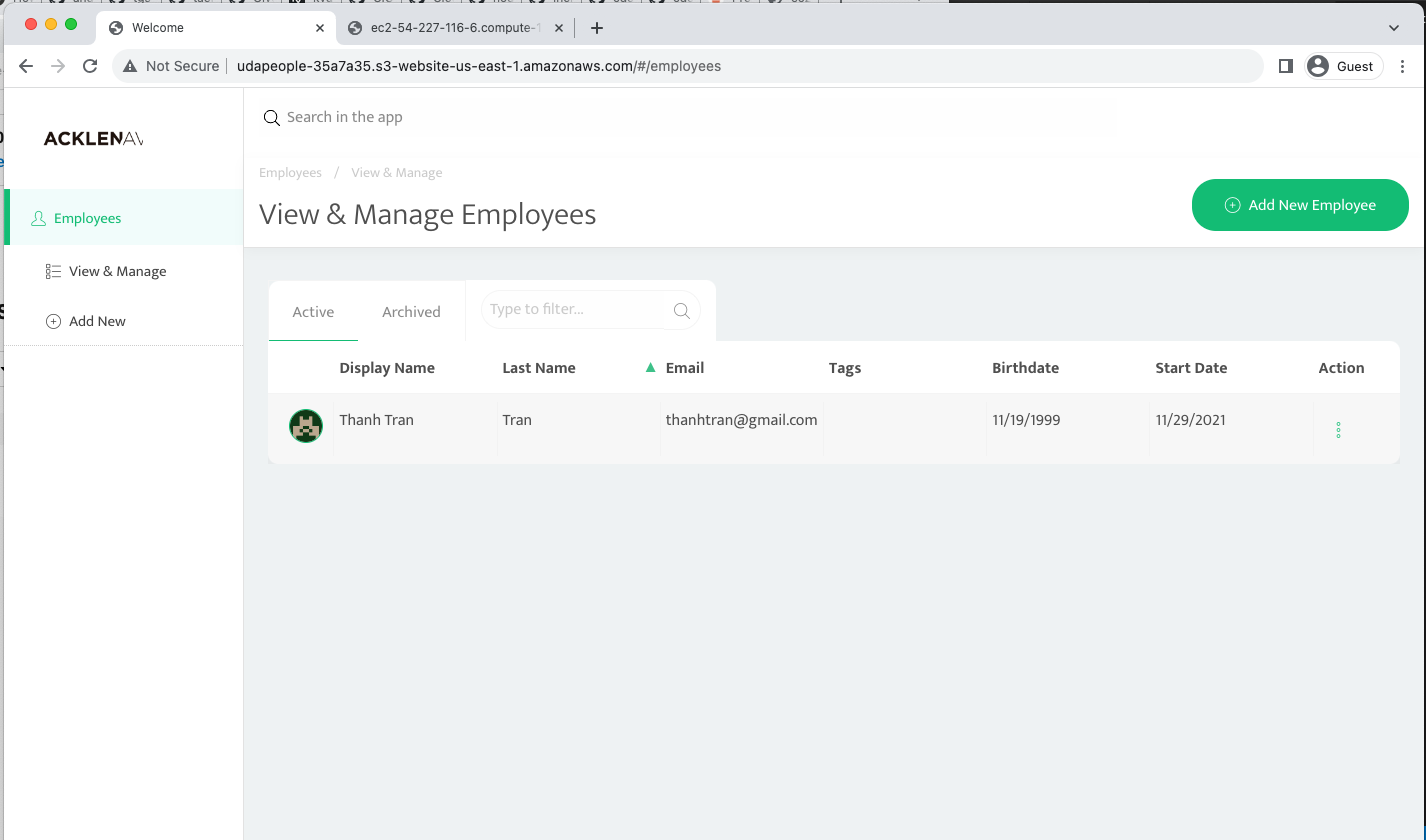 Welcome
ec2-54-227-116-6.compute-1
Not Secure
udapeople-35a7a35.s3-website-us-east-1.amazonaws.com/#/employees
Guest
ACKLENAV
Search in the app
Employees / View & Manage
View & Manage Employees
Add New Employee
Employees
View & Manage
Add New
Active Archived Type to filter...
Display Name Last Name Email Tags Birthdate Start Date Action
Thanh Tran Tran thanhtran@gmail.com 11/19/1999 11/29/2021